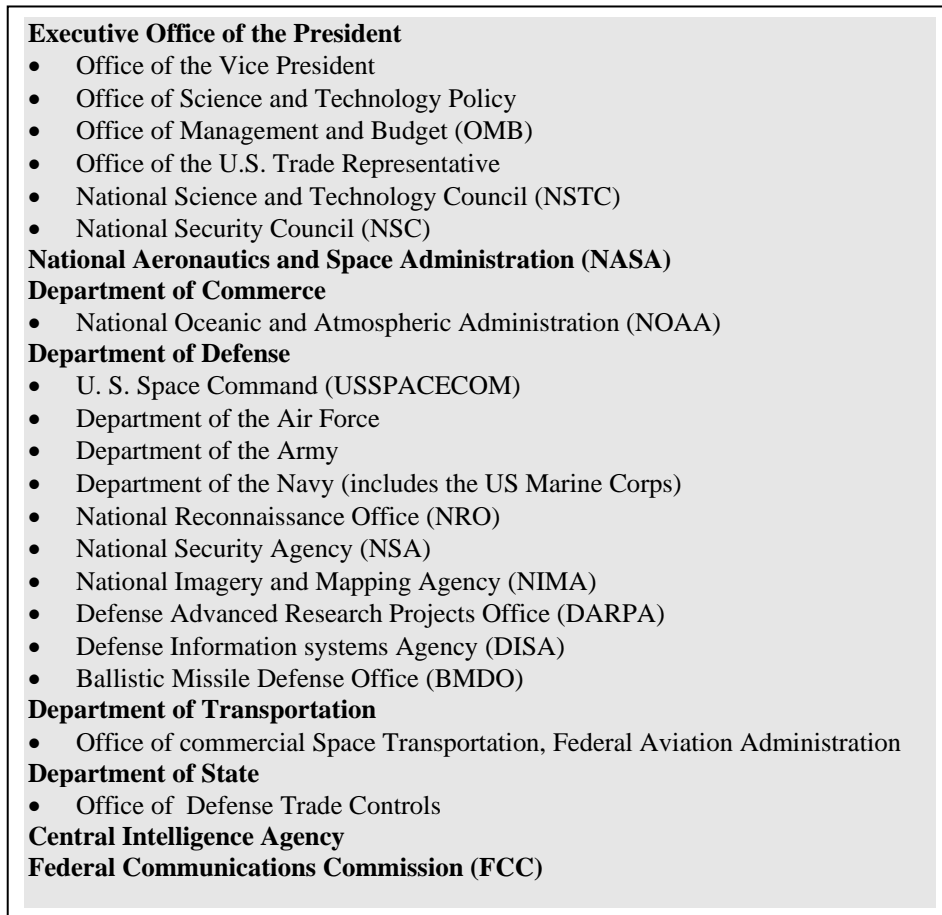 Executive Office of the President
• Office of the Vice President
• Office of Science and Technology Policy
• Office of Management and Budget (OMB)
• Office of the U.S. Trade Representative
• National Science and Technology Council (NSTC)
• National Security Council (NSC)
National Aeronautics and Space Administration (NASA)
Department of Commerce
• National Oceanic and Atmospheric Administration (NOAA)
Department of Defense
• U. S. Space Command (USSPACECOM)
• Department of the Air Force
• Department of the Army
• Department of the Navy (includes the US Marine Corps)
• National Reconnaissance Office (NRO)
• National Security Agency (NSA)
• National Imagery and Mapping Agency (NIMA)
• Defense Advanced Research Projects Office (DARPA)
• Defense Information systems Agency (DISA)
• Ballistic Missile Defense Office (BMDO)
Department of Transportation
• Office of commercial Space Transportation, Federal Aviation Administration
Department of State
• Office of  Defense Trade Controls
Central Intelligence Agency
Federal Communications Commission (FCC)